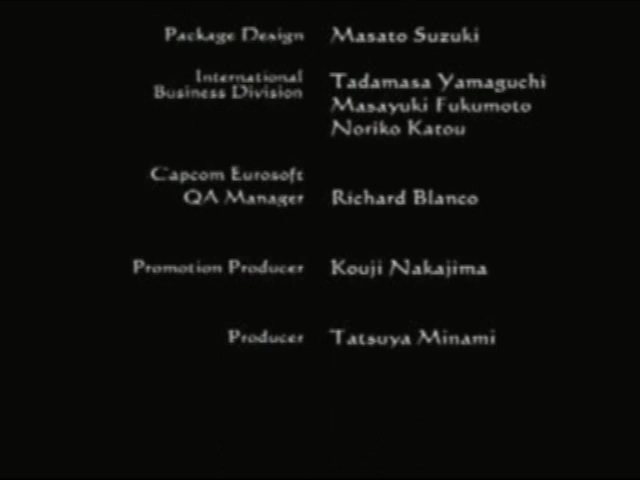 Package Design Masato Suzuki
International
Business Division Tadamasa Yamaguchi
Masayuki Fukumoto
Noriko Katou
Capcom Eurosoft
QA Manager Richard Blanco
Promotion Producer Kouji Nakajima
Producer Tatsuya Minami